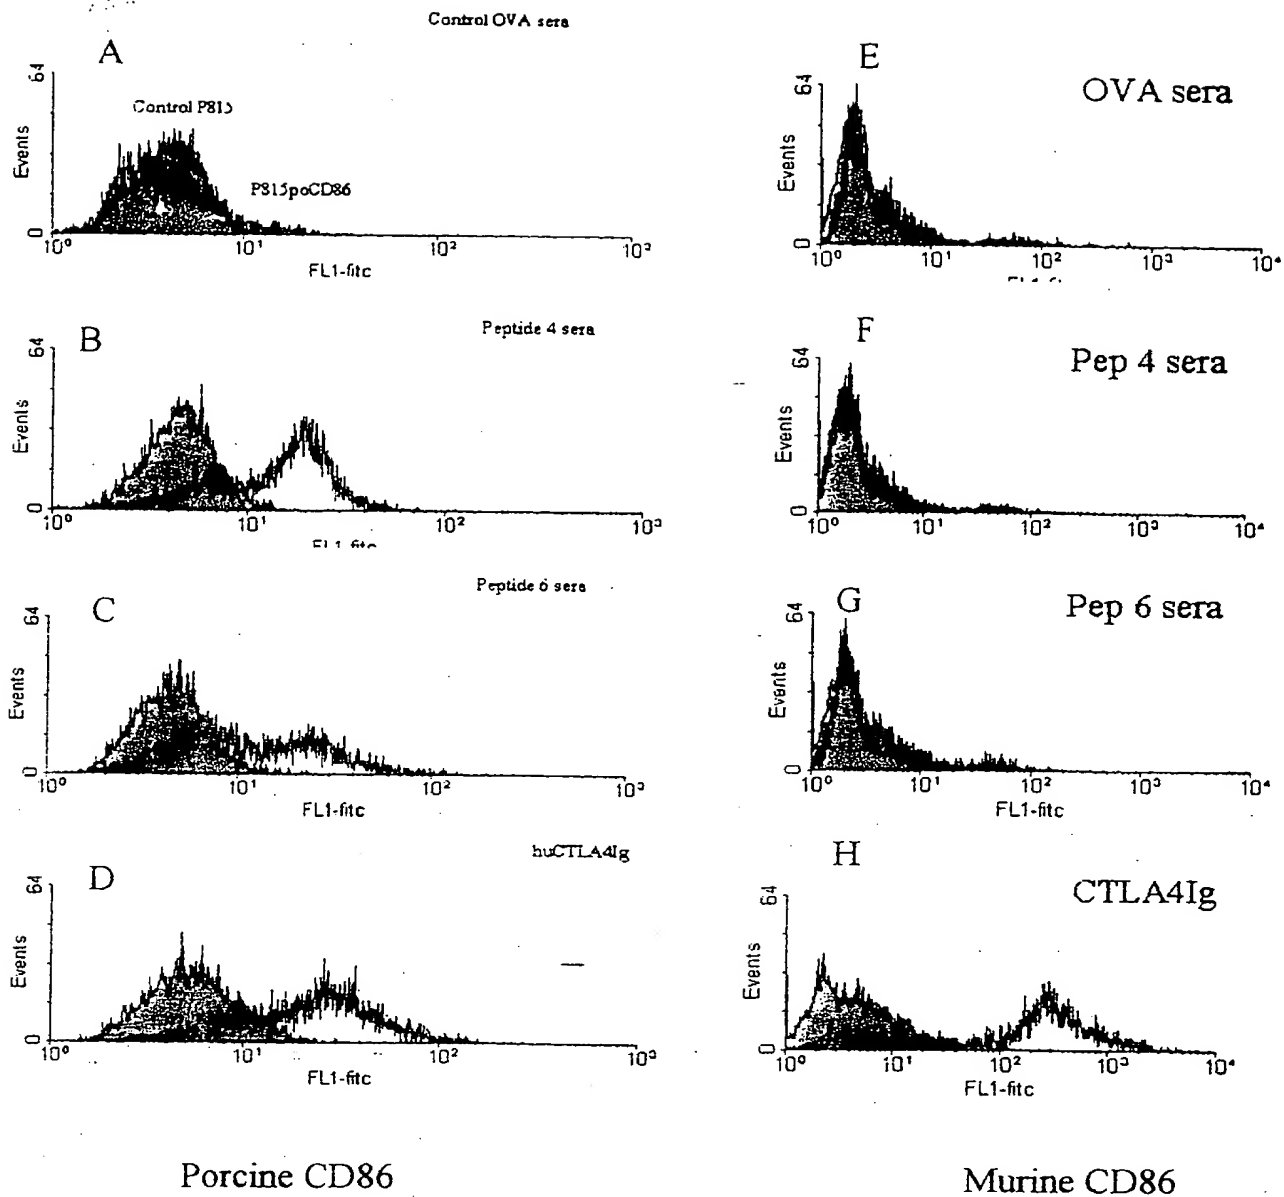 Control OVA sera
A
64
Events
0
Control P815
P815poCD86
10⁰ 10¹ 10² 10³
FL1-fitc
B
Peptide 4 sera
64
Events
0
10⁰ 10¹ 10² 10³
C
Peptide 6 sera
64
Events
0
10⁰ 10¹ 10² 10³
FL1-fitc
D
huCTLA4Ig
64
Events
0
10⁰ 10¹ 10² 10³
FL1-fitc
Porcine CD86
E
OVA sera
64
Events
0
10⁰ 10¹ 10² 10³ 10⁴
F
Pep 4 sera
64
Events
0
10⁰ 10¹ 10² 10³ 10⁴
G
Pep 6 sera
64
Events
0
10⁰ 10¹ 10² 10³ 10⁴
FL1-fitc
H
CTLA4Ig
64
Events
0
10⁰ 10¹ 10² 10³ 10⁴
FL1-fitc
Murine CD86